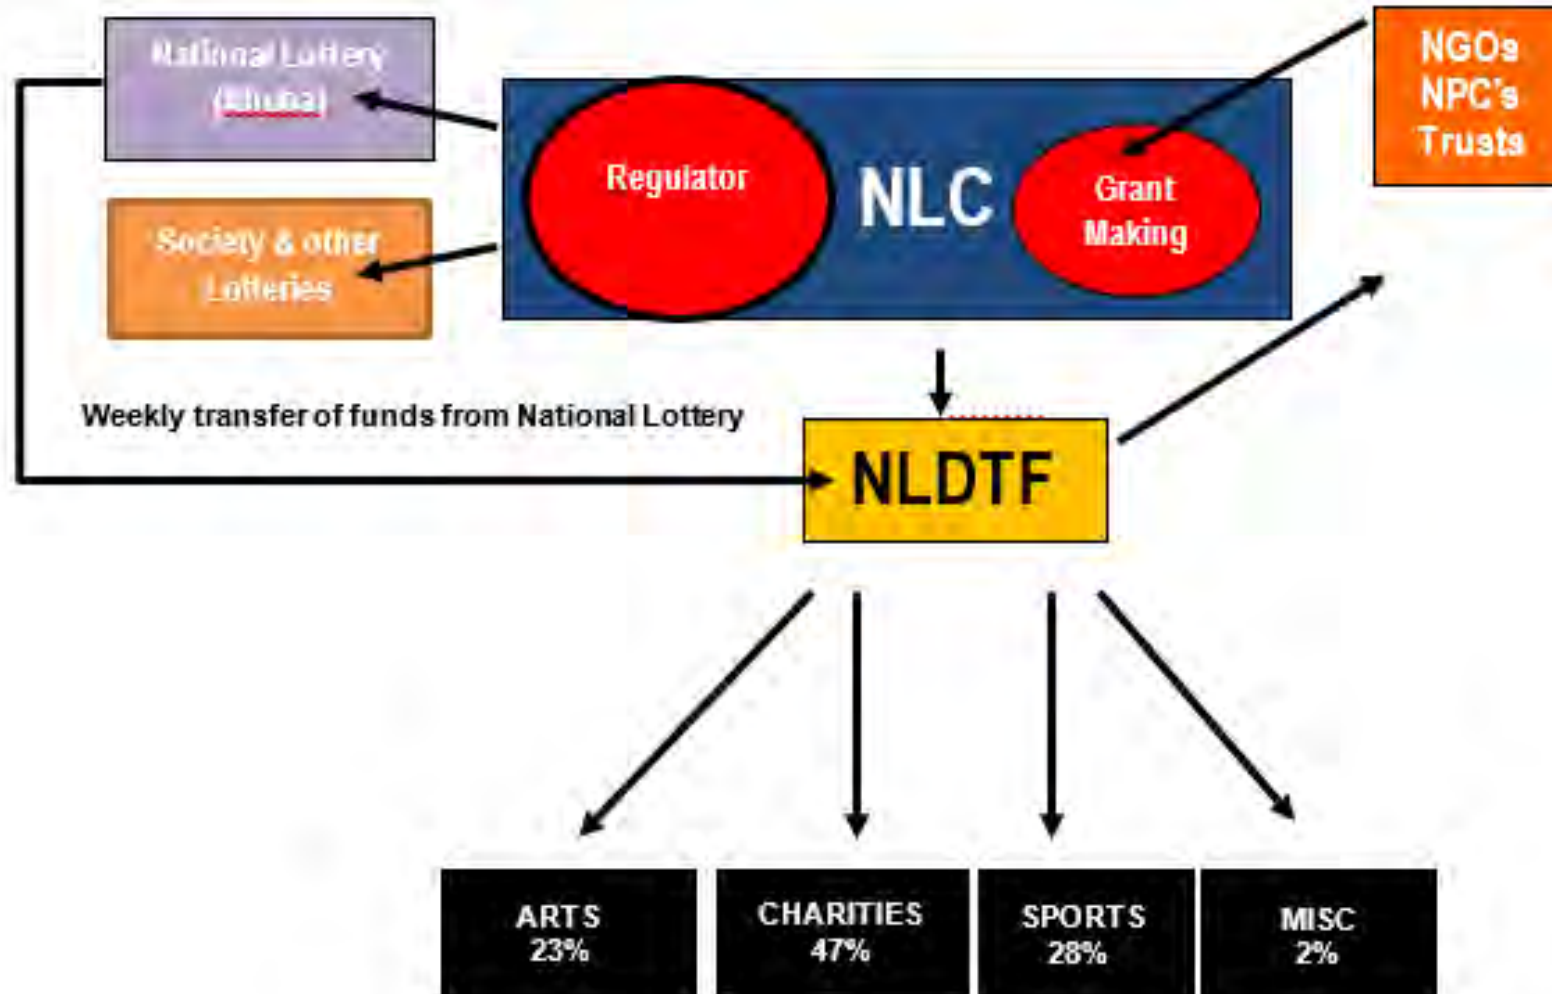 National Lottery
(Ithuba)
NGOs
NPC's
Trusts
Regulator
NLC
Grant
Making
Society & other
Lotteries
Weekly transfer of funds from National Lottery
NLDTF
ARTS
23%
CHARITIES
47%
SPORTS
28%
MISC
2%